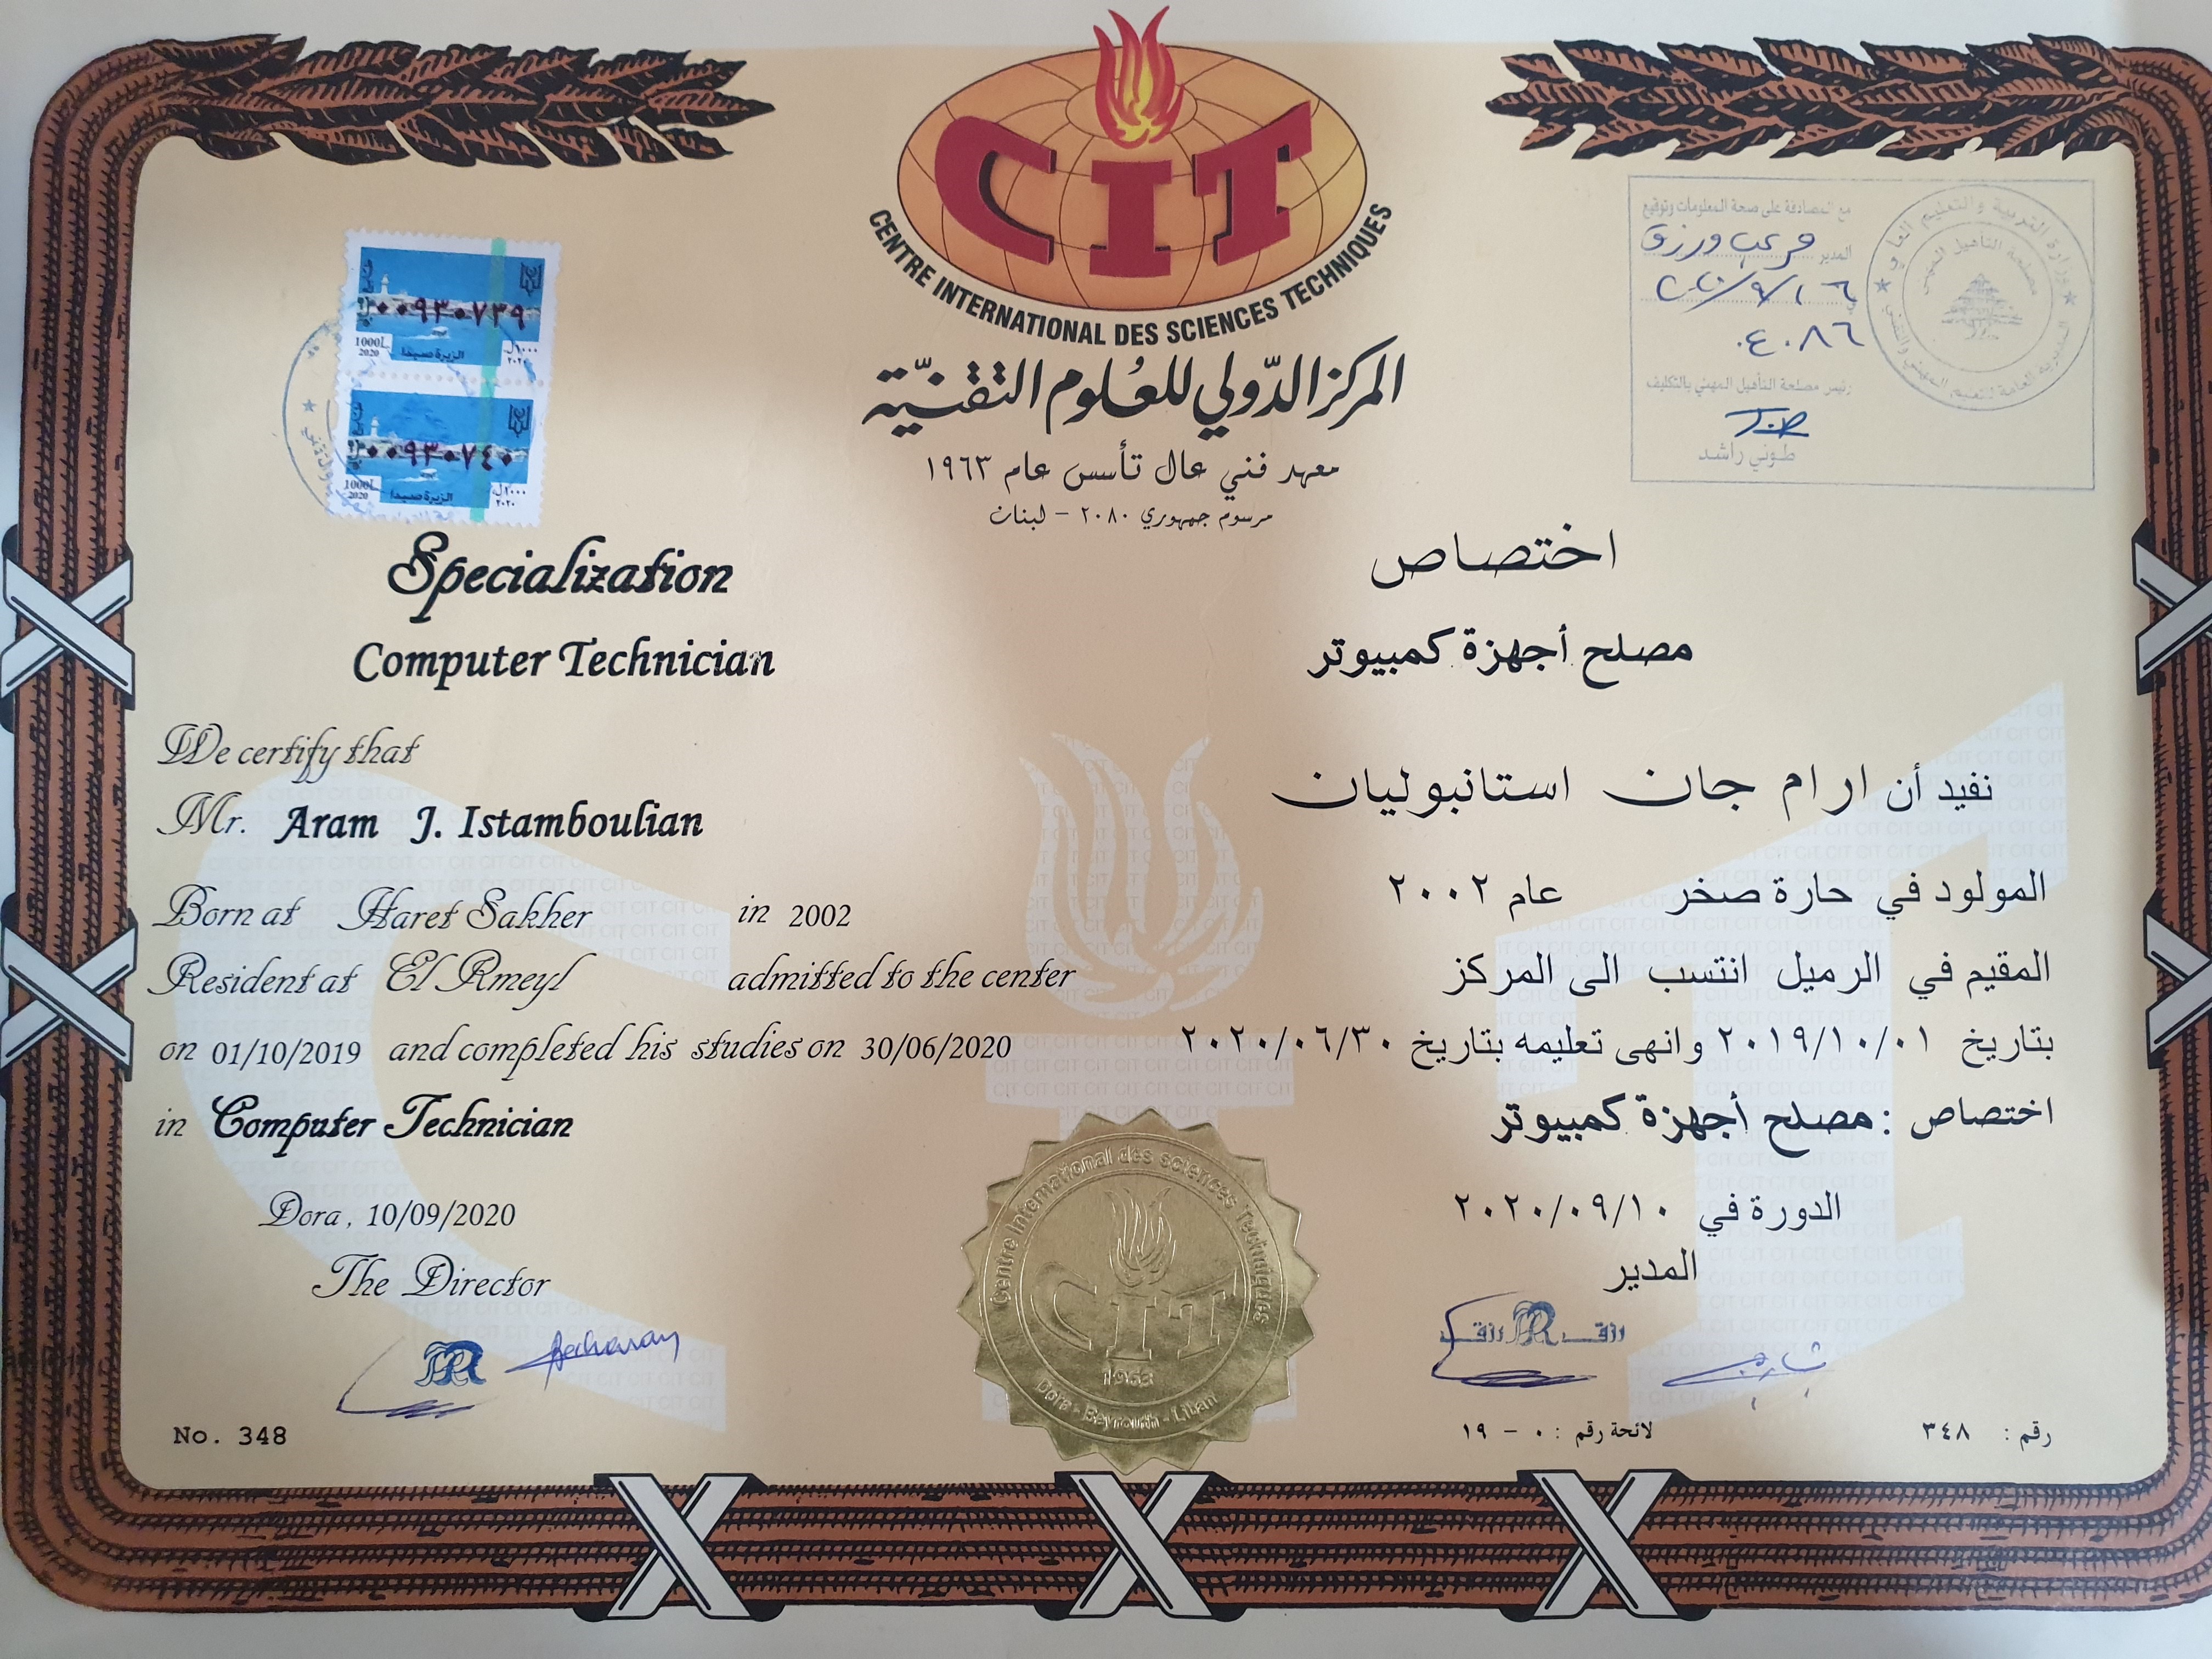 CIT
CENTRE INTERNATIONAL DES SCIENCES TECHNIQUES
المركز الدّولي للعُلوم التقنيّة
معهد فني عال تأسس عام ١٩٦٣
مرسوم جمهوري ٢٠٨٠ - لبنان
٠٠٩٣٠٧٣٩
1000L
2020
الزيرة صيدا
١٠٠٠ل.
٢٠٢٠
٠٠٩٣٠٧٤٠
1000L
2020
الزيرة صيدا
١٠٠٠ل.
٢٠٢٠
مع المصادقة على صحة المعلومات وتوقيع
المدير
٤٠٨٦
رئيس مصلحة التأهيل المهني بالتكليف
طوني راشد
وزارة التربية والتعليم العالي
المديرية العامة للتعليم المهني والتقني
مصلحة التأهيل المهني
Specialization
Computer Technician
We certify that
Mr. Aram J. Istamboulian
Born at Haret Sakher in 2002
Resident at El Rmeyl admitted to the center
on 01/10/2019 and completed his studies on 30/06/2020
in Computer Technician
Dora, 10/09/2020
The Director
No. 348
اختصاص
مصلح أجهزة كمبيوتر
نفيد أن ارام جان استانبوليان
المولود في حارة صخر عام ٢٠٠٢
المقيم في الرميل انتسب الى المركز
بتاريخ ٢٠١٩/١٠/٠١ وانهى تعليمه بتاريخ ٢٠٢٠/٠٦/٣٠
اختصاص : مصلح أجهزة كمبيوتر
الدورة في ٢٠٢٠/٠٩/١٠
المدير
رقم : ٣٤٨
لائحة رقم : ٠ - ١٩
Centre International des sciences Techniques
CIT
1963
Dora - Beyrouth - Liban